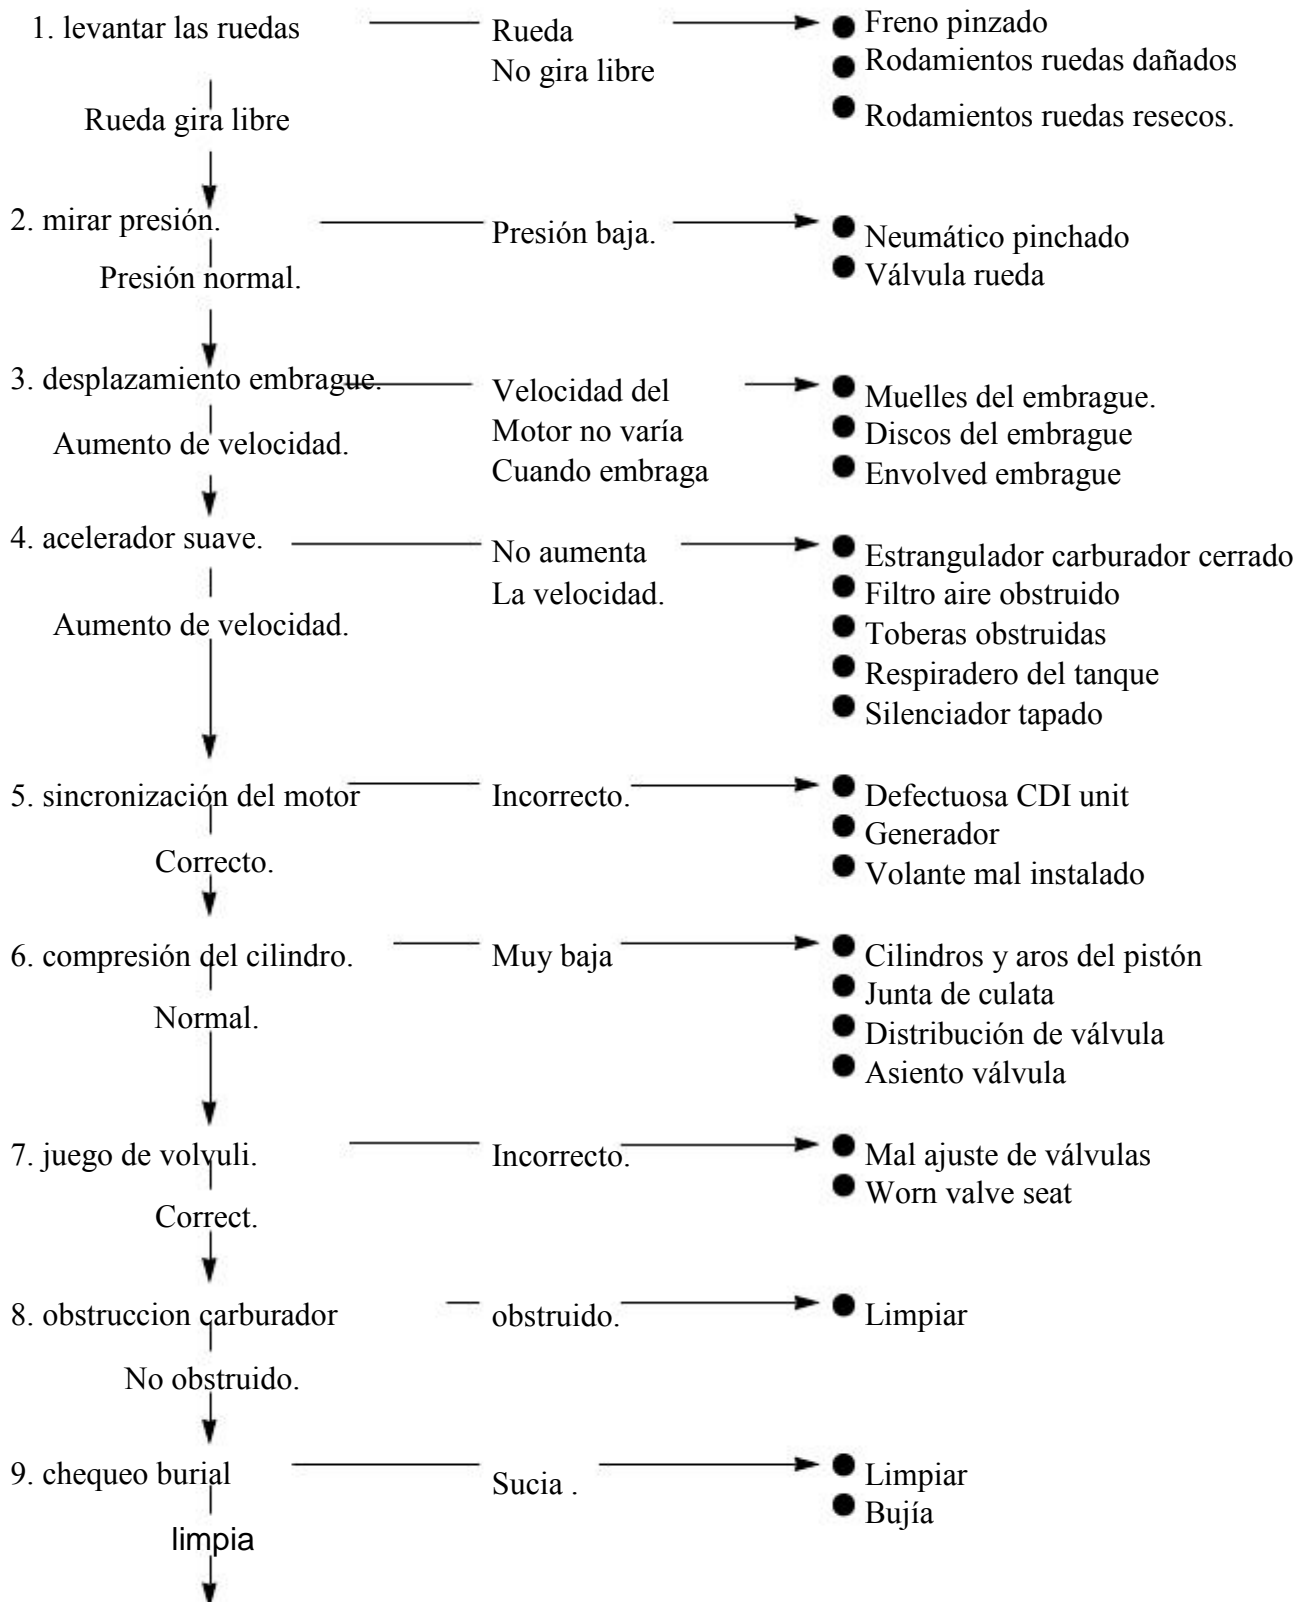 1. levantar las ruedas
Rueda
No gira libre
Freno pinzado
Rodamientos ruedas dañados
Rodamientos ruedas resecos.
Rueda gira libre
2. mirar presión.
Presión baja.
Neumático pinchado
Válvula rueda
Presión normal.
3. desplazamiento embrague.
Velocidad del
Motor no varía
Cuando embraga
Muelles del embrague.
Discos del embrague
Envolved embrague
Aumento de velocidad.
4. acelerador suave.
No aumenta
La velocidad.
Estrangulador carburador cerrado
Filtro aire obstruido
Toberas obstruidas
Respiradero del tanque
Silenciador tapado
Aumento de velocidad.
5. sincronización del motor
Incorrecto.
Defectuosa CDI unit
Generador
Volante mal instalado
Correcto.
6. compresión del cilindro.
Muy baja
Cilindros y aros del pistón
Junta de culata
Distribución de válvula
Asiento válvula
Normal.
7. juego de volvuli.
Incorrecto.
Mal ajuste de válvulas
Worn valve seat
Correct.
8. obstruccion carburador
obstruido.
Limpiar
No obstruido.
9. chequeo burial
Sucia .
Limpiar
Bujía
limpia